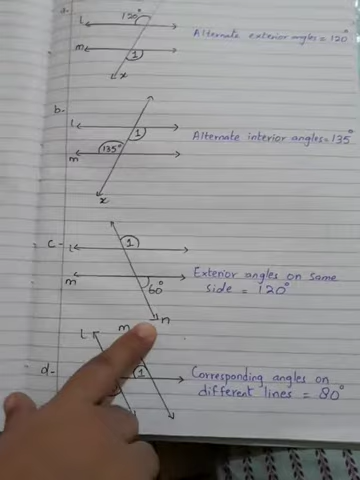 120°
l
m
1
x
Alternate exterior angles = 120°
b-
l
1
135°
m
x
Alternate interior angles = 135°
c-
1
l
m
60°
n
Exterior angles on same
side = 120°
d-
l
m
1
Corresponding angles on
different lines = 80°